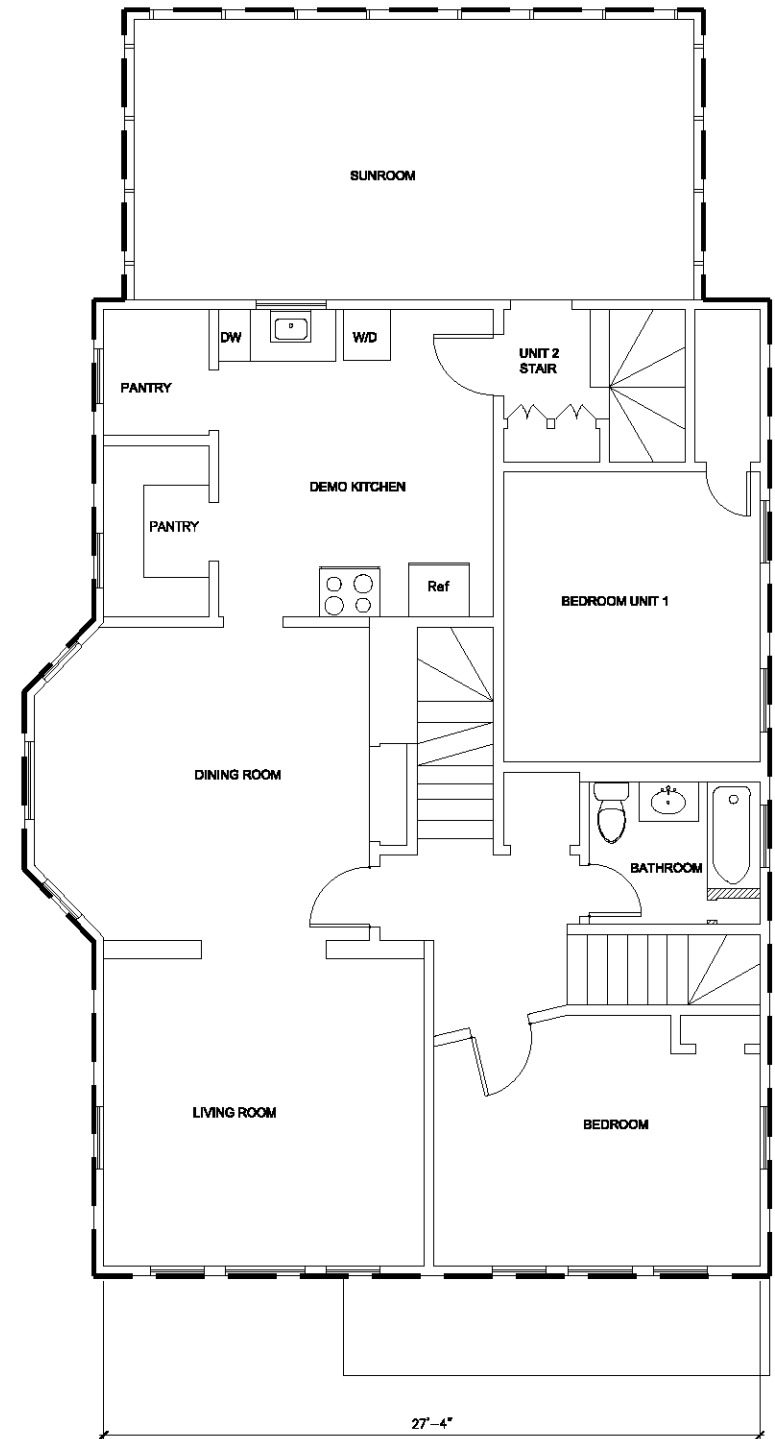 SUNROOM
DW
W/D
UNIT 2
STAIR
PANTRY
DEMO KITCHEN
PANTRY
Ref
BEDROOM UNIT 1
DINING ROOM
BATHROOM
LIVING ROOM
BEDROOM
27'-4"